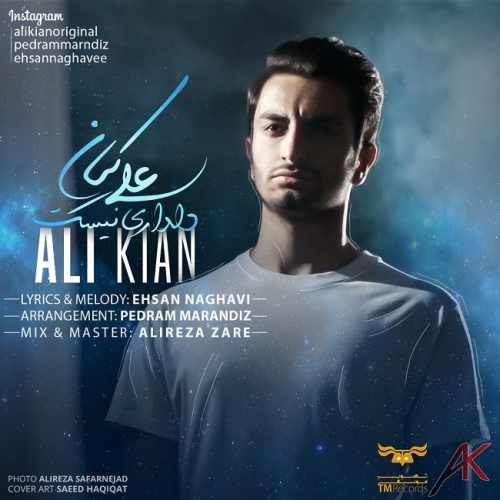 Instagram
alikianoriginal
pedrammarndiz
ehsannaghavee
علی کیان
دلداری نیست
ALI KIAN
LYRICS & MELODY: EHSAN NAGHAVI
ARRANGEMENT: PEDRAM MARANDIZ
MIX & MASTER: ALIREZA ZARE
PHOTO ALIREZA SAFARNEJAD
COVER ART SAEED HAQIQAT
TMRecords
AK